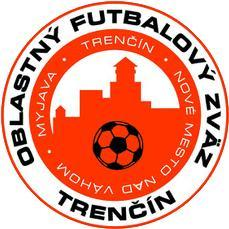 OBLASTNÝ FUTBALOVÝ ZVÄZ
TRENČÍN
MYJAVA · TRENČÍN · NOVÉ MESTO NAD VÁHOM ·